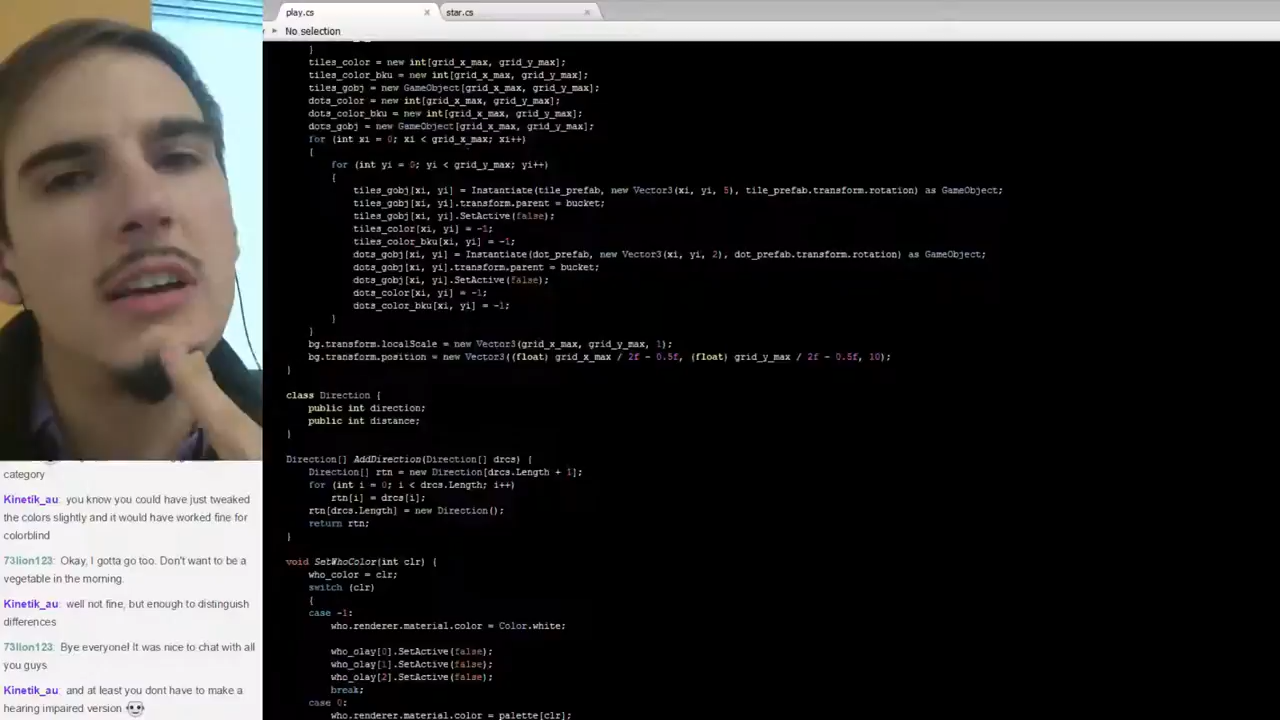 play.cs
star.cs
No selection
}
tiles_color = new int[grid_x_max, grid_y_max];
tiles_color_bku = new int[grid_x_max, grid_y_max];
tiles_gobj = new GameObject[grid_x_max, grid_y_max];
dots_color = new int[grid_x_max, grid_y_max];
dots_color_bku = new int[grid_x_max, grid_y_max];
dots_gobj = new GameObject[grid_x_max, grid_y_max];
for (int xi = 0; xi < grid_x_max; xi++)
{
for (int yi = 0; yi < grid_y_max; yi++)
{
tiles_gobj[xi, yi] = Instantiate(tile_prefab, new Vector3(xi, yi, 5), tile_prefab.transform.rotation) as GameObject;
tiles_gobj[xi, yi].transform.parent = bucket;
tiles_gobj[xi, yi].SetActive(false);
tiles_color[xi, yi] = -1;
tiles_color_bku[xi, yi] = -1;
dots_gobj[xi, yi] = Instantiate(dot_prefab, new Vector3(xi, yi, 2), dot_prefab.transform.rotation) as GameObject;
dots_gobj[xi, yi].transform.parent = bucket;
dots_gobj[xi, yi].SetActive(false);
dots_color[xi, yi] = -1;
dots_color_bku[xi, yi] = -1;
}
}
bg.transform.localScale = new Vector3(grid_x_max, grid_y_max, 1);
bg.transform.position = new Vector3((float) grid_x_max / 2f - 0.5f, (float) grid_y_max / 2f - 0.5f, 10);
}
class Direction {
public int direction;
public int distance;
}
Direction[] AddDirection(Direction[] drcs) {
Direction[] rtn = new Direction[drcs.Length + 1];
for (int i = 0; i < drcs.Length; i++)
rtn[i] = drcs[i];
rtn[drcs.Length] = new Direction();
return rtn;
}
void SetWhoColor(int clr) {
who_color = clr;
switch (clr)
{
case -1:
who.renderer.material.color = Color.white;
who_olay[0].SetActive(false);
who_olay[1].SetActive(false);
who_olay[2].SetActive(false);
break;
case 0:
who.renderer.material.color = palette[clr];
category
Kinetik_au: you know you could have just tweaked
the colors slightly and it would have worked fine for
colorblind
73lion123: Okay, I gotta go too. Don't want to be a
vegetable in the morning.
Kinetik_au: well not fine, but enough to distinguish
differences
73lion123: Bye everyone! It was nice to chat with all
you guys
Kinetik_au: and at least you dont have to make a
hearing impaired version